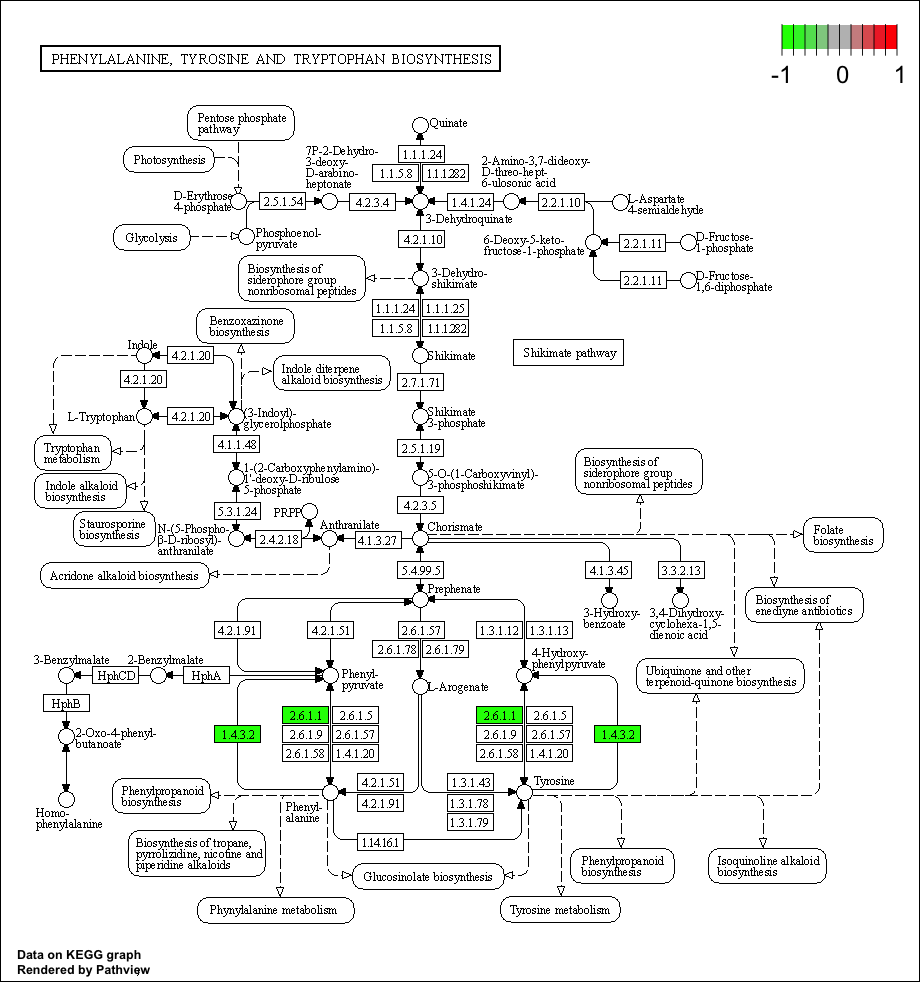 PHENYLALANINE, TYROSINE AND TRYPTOPHAN BIOSYNTHESIS
-1 0 1
Pentose phosphate
pathway
Photosynthesis
D-Erythrose
4-phosphate
Glycolysis
Phosphoenol-
pyruvate
2.5.1.54
7P-2-Dehydro-
3-deoxy-
D-arabino-
heptonate
4.2.3.4
Quinate
1.1.1.24
1.1.5.8
1.1.1.282
2-Amino-3,7-dideoxy-
D-threo-hept-
6-ulosonic acid
1.4.1.24
2.2.1.10
L-Aspartate
4-semialdehyde
3-Dehydroquinate
4.2.1.10
6-Deoxy-5-keto-
fructose-1-phosphate
2.2.1.11
D-Fructose-
1-phosphate
2.2.1.11
D-Fructose-
1,6-diphosphate
Biosynthesis of
siderophore group
nonribosomal peptides
3-Dehydro-
shikimate
1.1.1.24
1.1.1.25
1.1.5.8
1.1.1.282
Benzoxazinone
biosynthesis
Shikimate
Shikimate pathway
Indole
4.2.1.20
4.2.1.20
Indole diterpene
alkaloid biosynthesis
2.7.1.71
L-Tryptophan
4.2.1.20
(3-Indoyl)-
glycerolphosphate
Shikimate
3-phosphate
Tryptophan
metabolism
4.1.1.48
2.5.1.19
Indole alkaloid
biosynthesis
1-(2-Carboxyphenylamino)-
1'-deoxy-D-ribulose
5-phosphate
5-O-(1-Carboxyvinyl)-
3-phosphoshikimate
Biosynthesis of
siderophore group
nonribosomal peptides
Staurosporine
biosynthesis
5.3.1.24
PRPP
4.2.3.5
N-(5-Phospho-
β-D-ribosyl)-
anthranilate
2.4.2.18
Anthranilate
4.1.3.27
Chorismate
Folate
biosynthesis
Acridone alkaloid biosynthesis
5.4.99.5
4.1.3.45
3.3.2.13
Prephenate
3-Hydroxy-
benzoate
3,4-Dihydroxy-
cyclohexa-1,5-
dienoic acid
Biosynthesis of
enediyne antibiotics
4.2.1.91
4.2.1.51
2.6.1.57
2.6.1.78
2.6.1.79
1.3.1.12
1.3.1.13
3-Benzylmalate
2-Benzylmalate
HphCD
HphA
Phenyl-
pyruvate
L-Arogenate
4-Hydroxy-
phenylpyruvate
Ubiquinone and other
terpenoid-quinone biosynthesis
HphB
2-Oxo-4-phenyl-
butanoate
1.4.3.2
2.6.1.1
2.6.1.5
2.6.1.9
2.6.1.57
2.6.1.58
1.4.1.20
2.6.1.1
2.6.1.5
2.6.1.9
2.6.1.57
2.6.1.58
1.4.1.20
1.4.3.2
Homo-
phenylalanine
Phenylpropanoid
biosynthesis
Phenyl-
alanine
4.2.1.51
4.2.1.91
1.3.1.43
1.3.1.78
1.3.1.79
Tyrosine
1.14.16.1
Biosynthesis of tropane,
pyrrolizidine, nicotine and
piperidine alkaloids
Glucosinolate biosynthesis
Phenylpropanoid
biosynthesis
Isoquinoline alkaloid
biosynthesis
Phynylalanine metabolism
Tyrosine metabolism
Data on KEGG graph
Rendered by Pathview